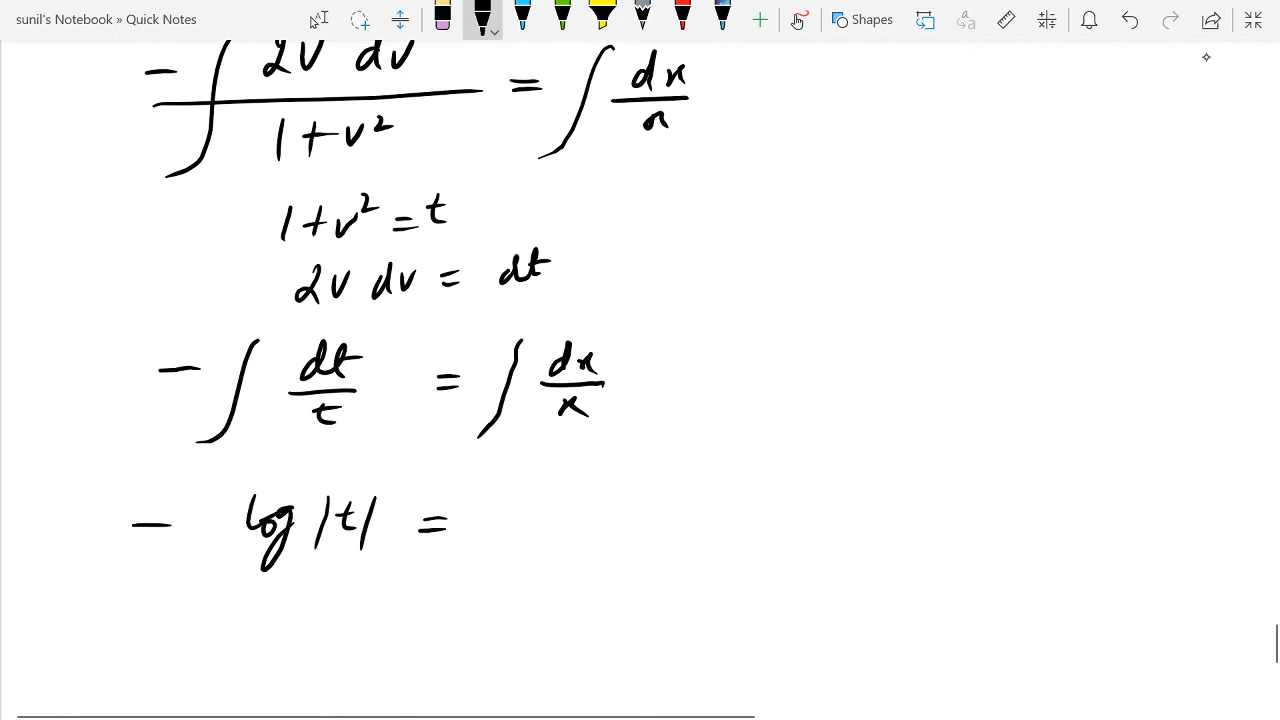 sunil's Notebook » Quick Notes Shapes
- ∫ 2v dv / 1+v² = ∫ dx / x
1+v² = t
2v dv = dt
- ∫ dt / t = ∫ dx / x
- log |t| =